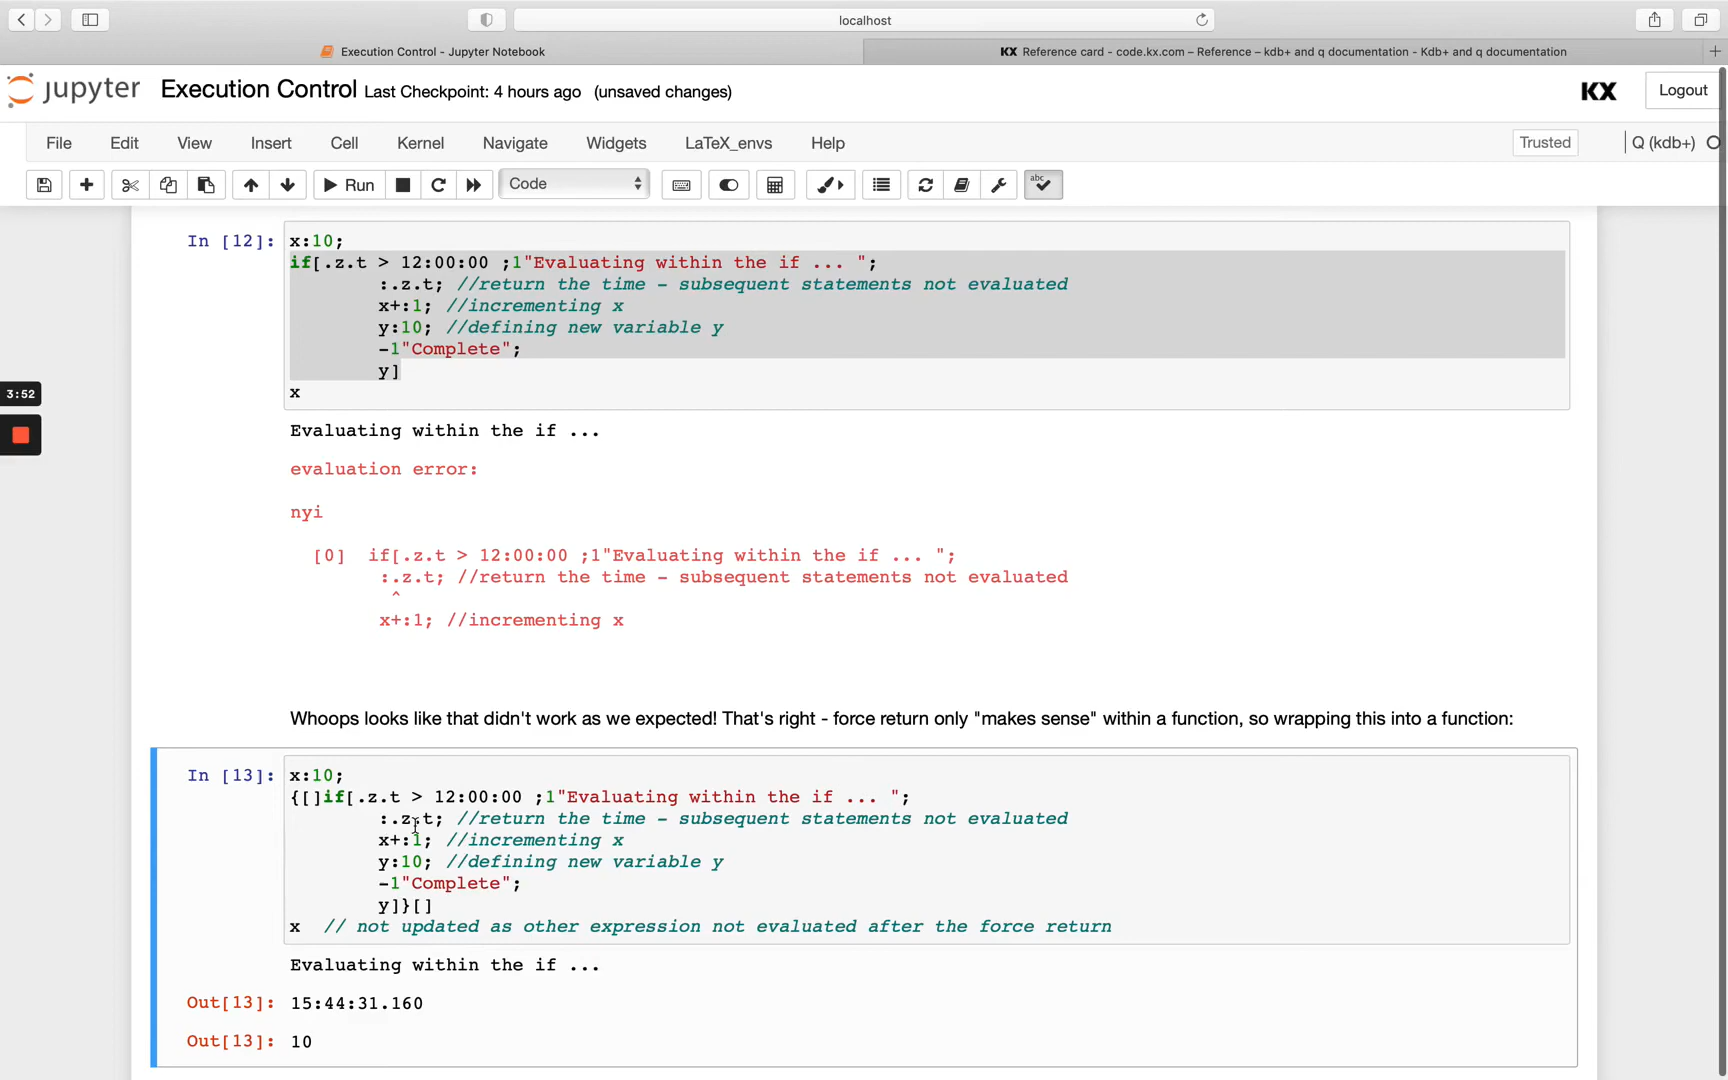 localhost
Execution Control - Jupyter Notebook
KX Reference card - code.kx.com – Reference – kdb+ and q documentation - Kdb+ and q documentation
jupyter Execution Control Last Checkpoint: 4 hours ago (unsaved changes) KX Logout
File Edit View Insert Cell Kernel Navigate Widgets LaTeX_envs Help Trusted Q (kdb+)
Run Code abc
In [12]: x:10;
if[.z.t > 12:00:00 ;1"Evaluating within the if ... ";
:.z.t; //return the time - subsequent statements not evaluated
x+:1; //incrementing x
y:10; //defining new variable y
-1"Complete";
y]
x
3:52
Evaluating within the if ...
evaluation error:
nyi
[0] if[.z.t > 12:00:00 ;1"Evaluating within the if ... ";
:.z.t; //return the time - subsequent statements not evaluated
^
x+:1; //incrementing x
Whoops looks like that didn't work as we expected! That's right - force return only "makes sense" within a function, so wrapping this into a function:
In [13]: x:10;
{[]if[.z.t > 12:00:00 ;1"Evaluating within the if ... ";
:.z.t; //return the time - subsequent statements not evaluated
x+:1; //incrementing x
y:10; //defining new variable y
-1"Complete";
y]}[]
x // not updated as other expression not evaluated after the force return
Evaluating within the if ...
Out[13]: 15:44:31.160
Out[13]: 10